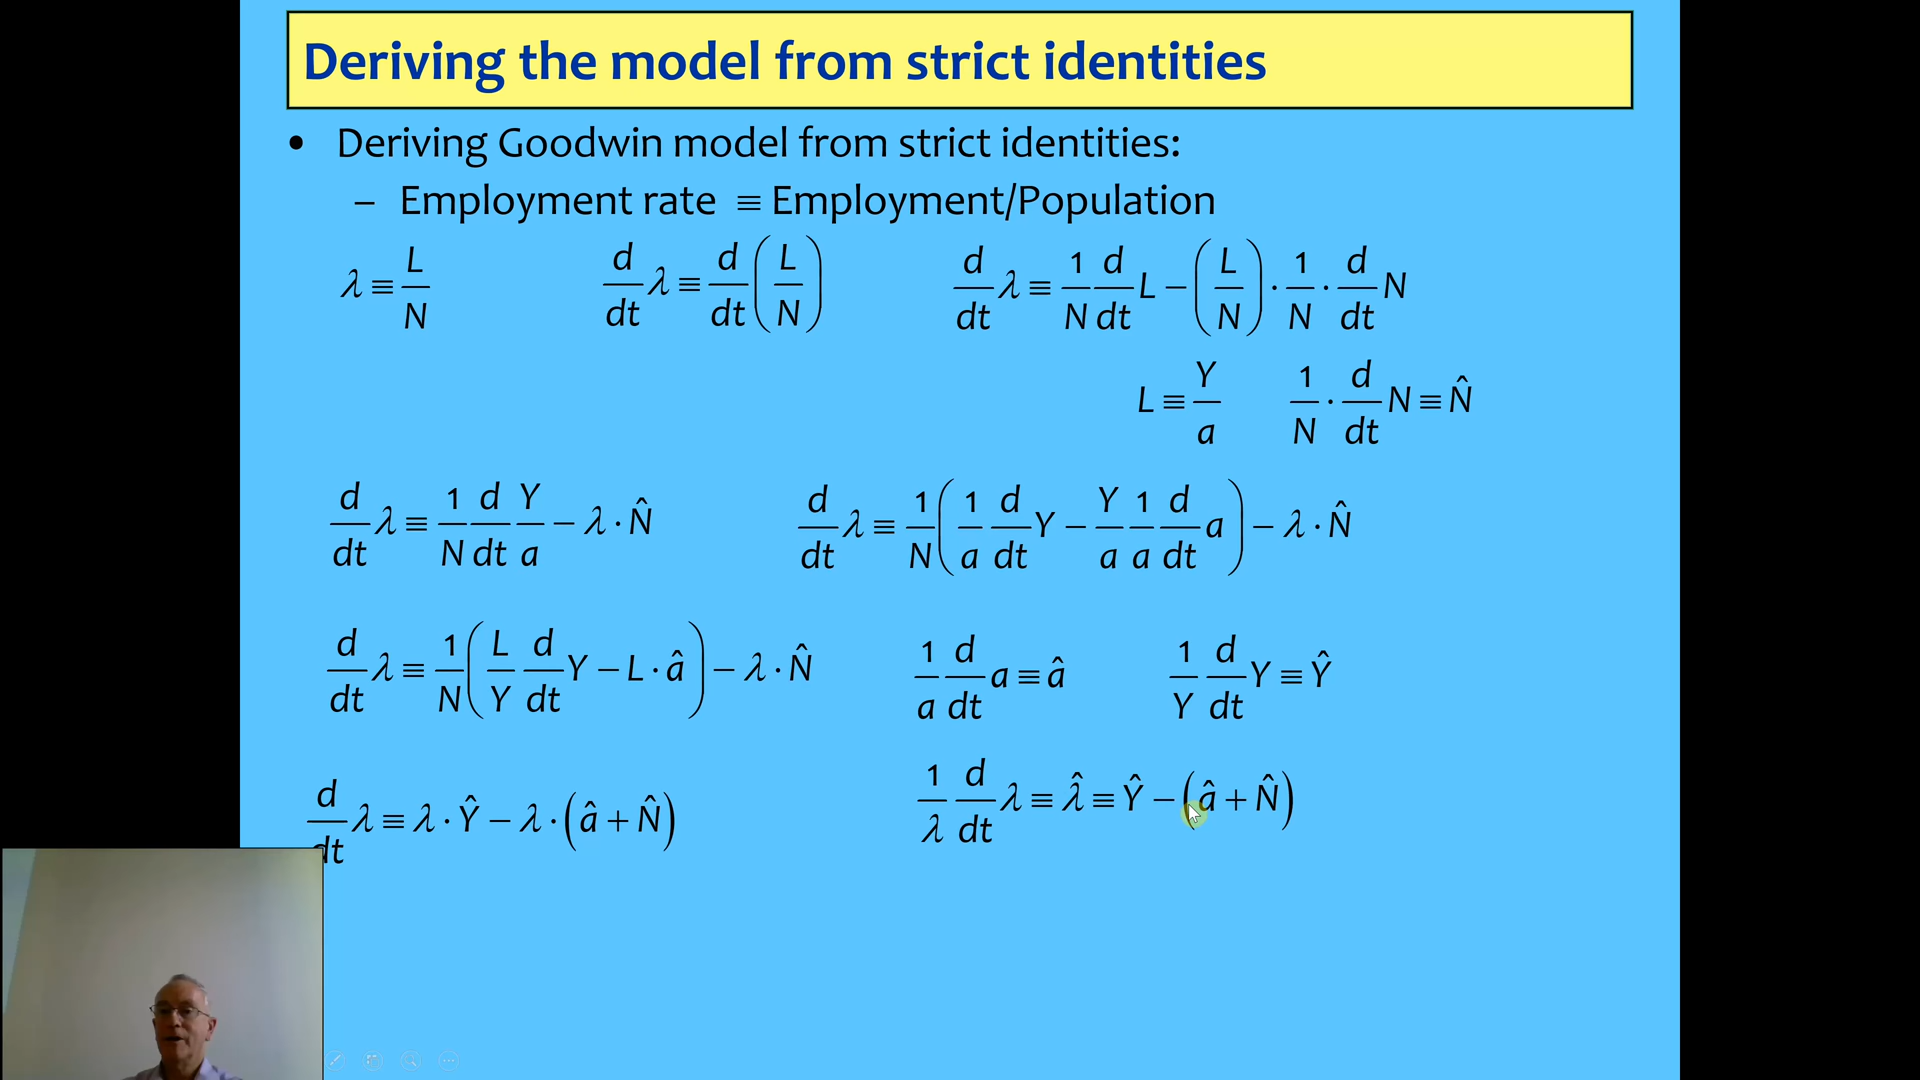 Deriving the model from strict identities
• Deriving Goodwin model from strict identities:
– Employment rate ≡ Employment/Population
λ ≡ L/N    d/dt λ ≡ d/dt (L/N)    d/dt λ ≡ 1/N d/dt L − (L/N) · 1/N · d/dt N
L ≡ Y/a    1/N · d/dt N ≡ N̂
d/dt λ ≡ 1/N d/dt Y/a − λ · N̂    d/dt λ ≡ 1/N (1/a d/dt Y − Y/a 1/a d/dt a) − λ · N̂
d/dt λ ≡ 1/N (L/Y d/dt Y − L · â) − λ · N̂    1/a d/dt a ≡ â    1/Y d/dt Y ≡ Ŷ
d/dt λ ≡ λ · Ŷ − λ · (â + N̂)    1/λ d/dt λ ≡ λ̂ ≡ Ŷ − (â + N̂)